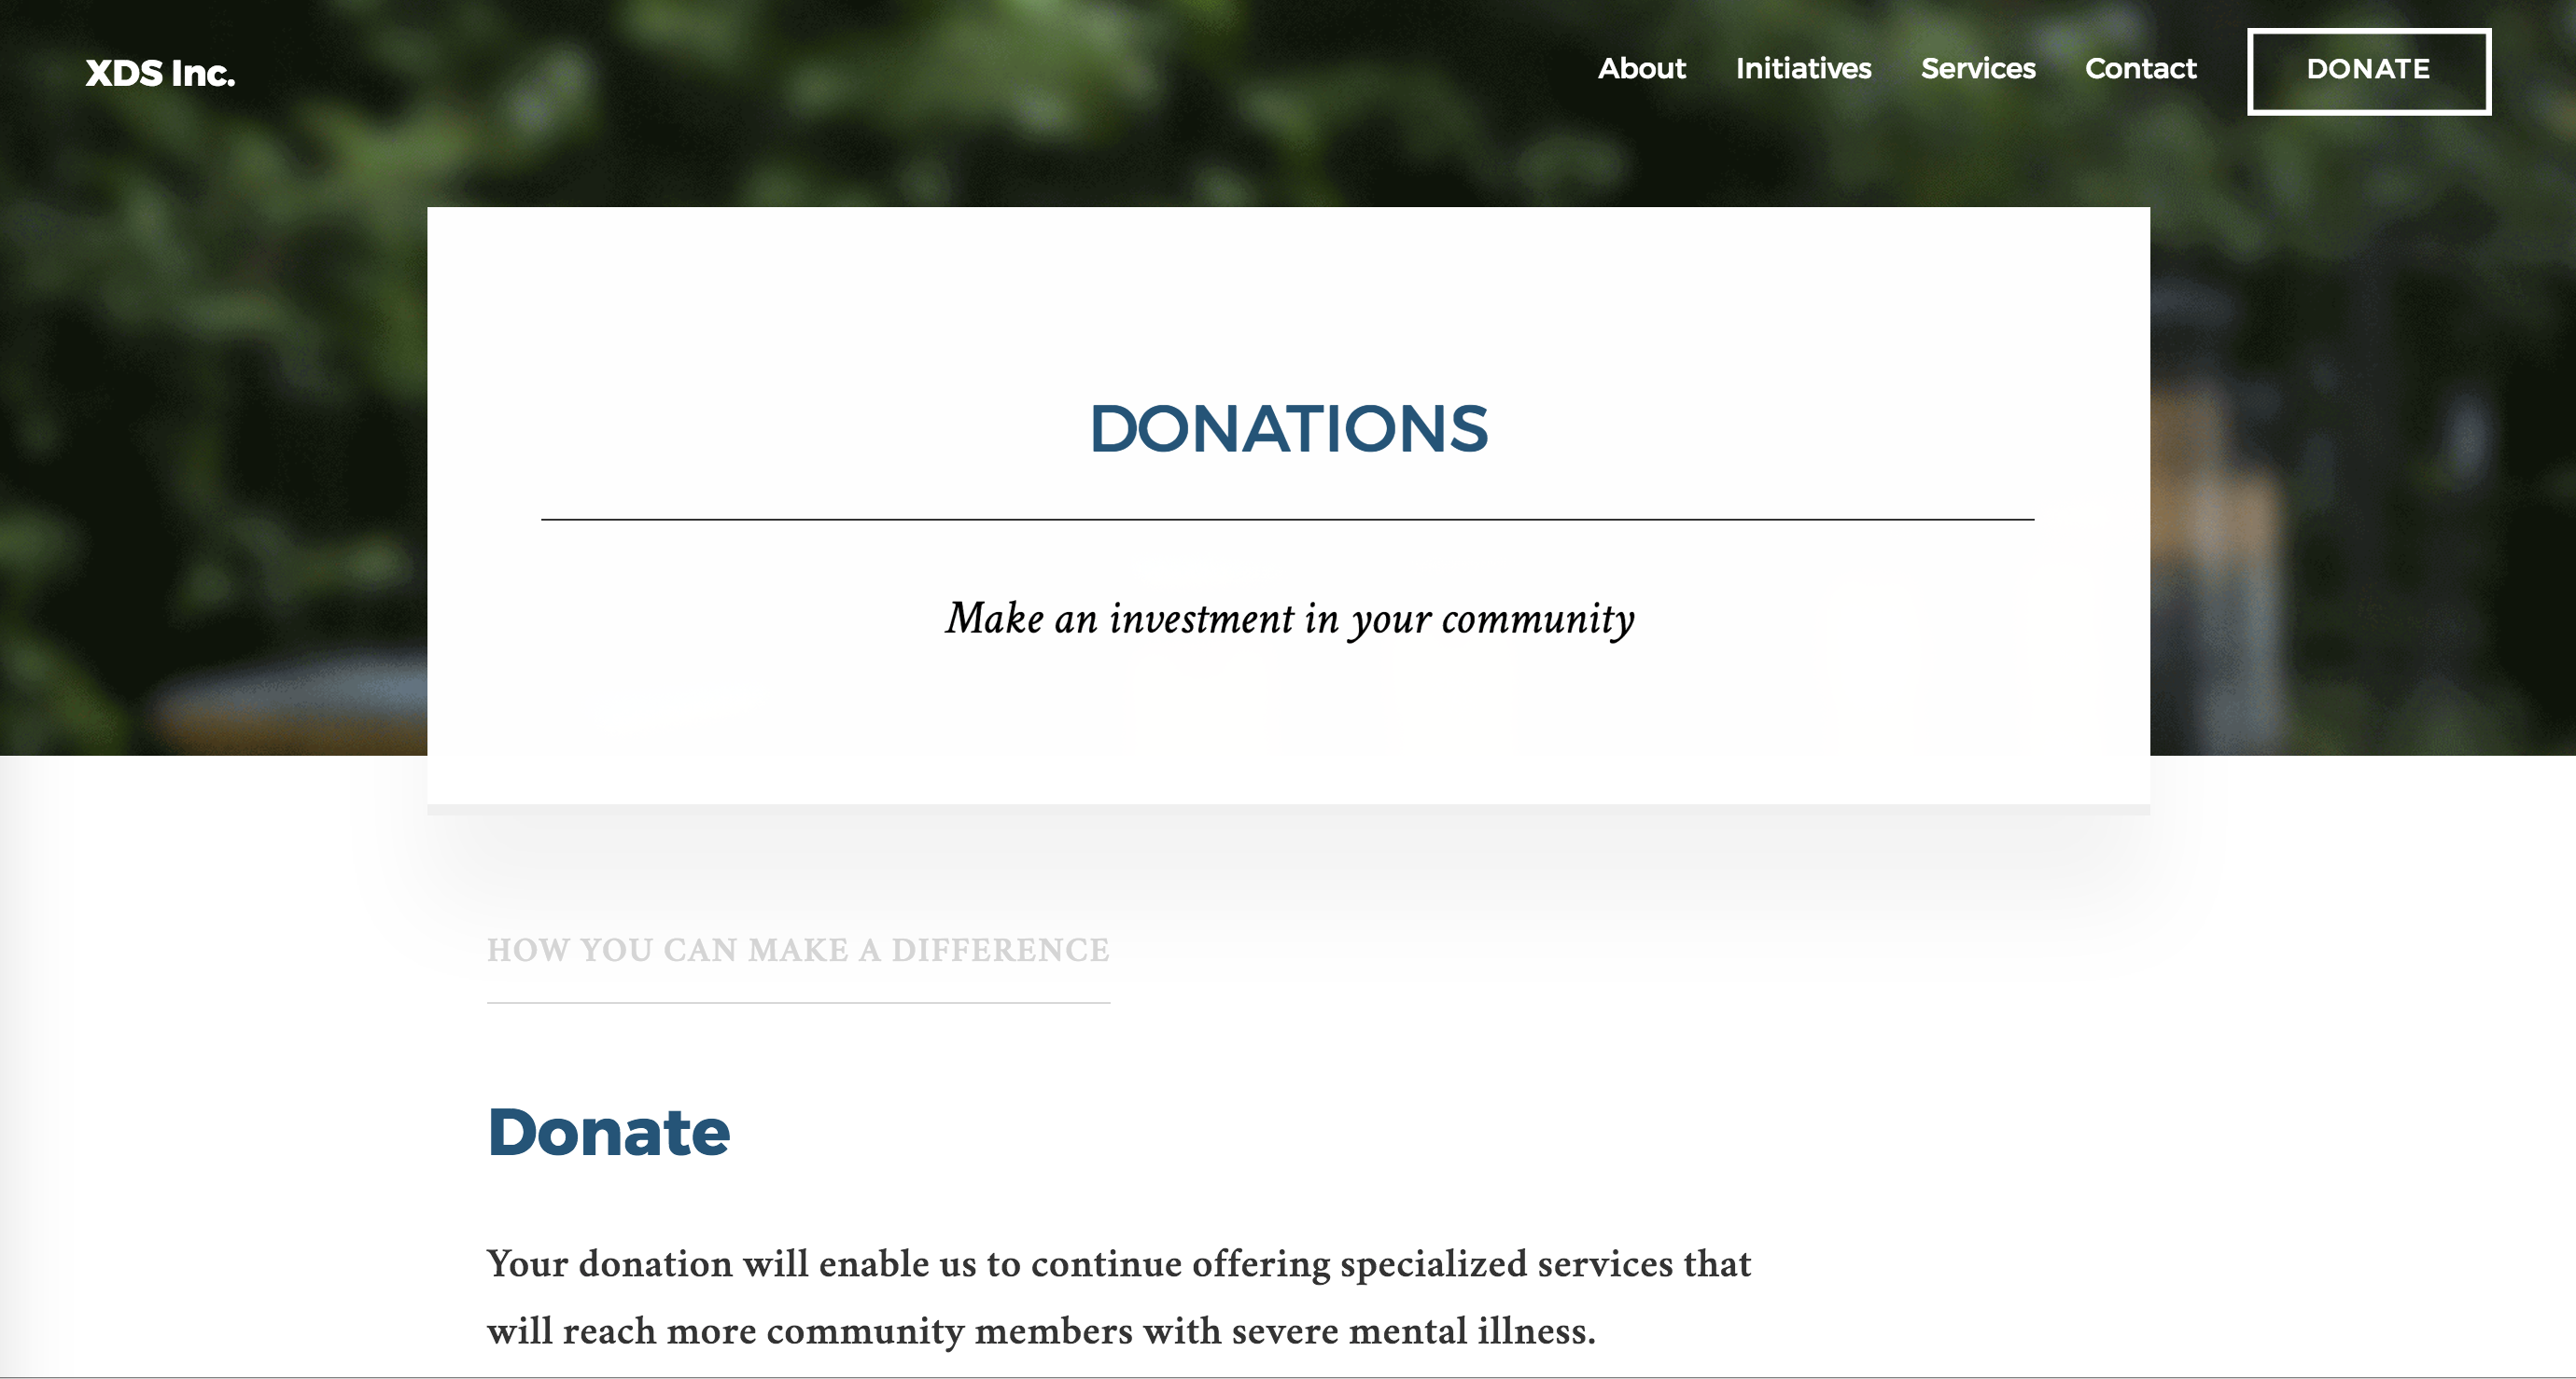 XDS Inc.
About Initiatives Services Contact DONATE
DONATIONS
Make an investment in your community
HOW YOU CAN MAKE A DIFFERENCE
Donate
Your donation will enable us to continue offering specialized services that
will reach more community members with severe mental illness.